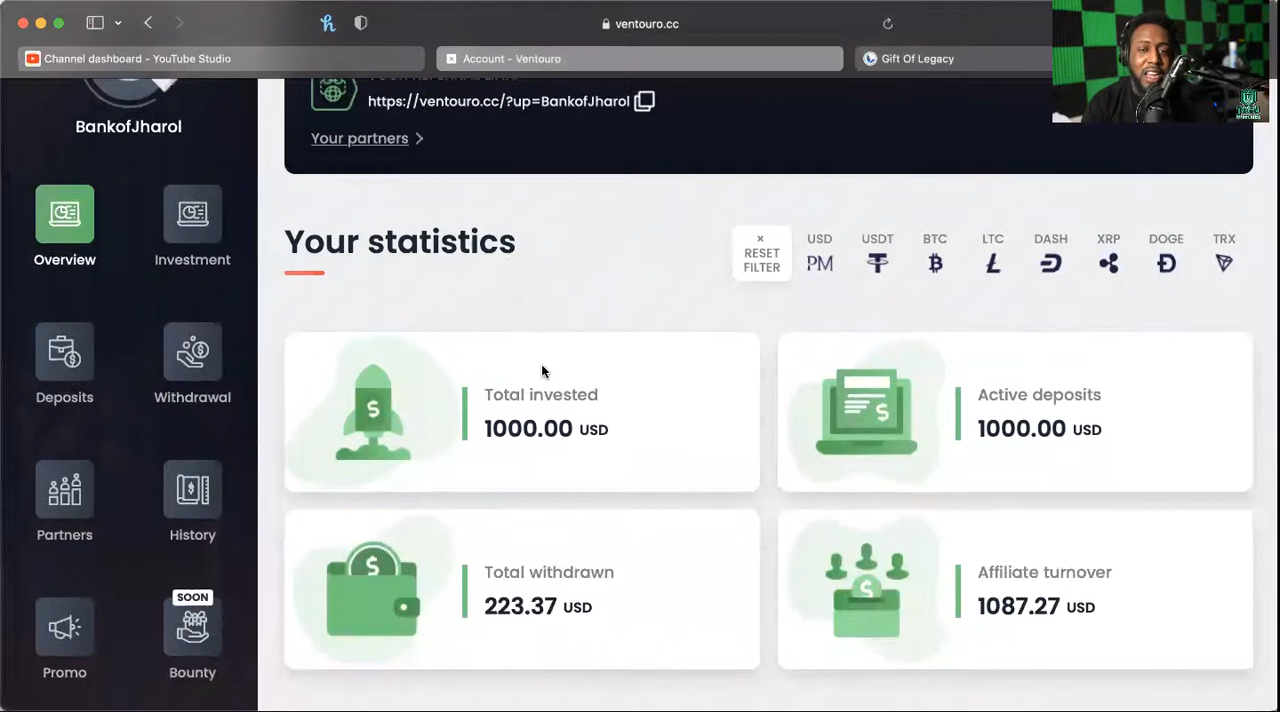 ventouro.cc
Channel dashboard - YouTube Studio
Account - Ventouro
Gift Of Legacy
BankofJharol
https://ventouro.cc/?up=BankofJharol
Your partners
Overview
Investment
Deposits
Withdrawal
Partners
History
SOON
Promo
Bounty
Your statistics
× RESET
FILTER
USD
USDT
BTC
LTC
DASH
XRP
DOGE
TRX
PM
Total invested
1000.00 USD
Active deposits
1000.00 USD
Total withdrawn
223.37 USD
Affiliate turnover
1087.27 USD